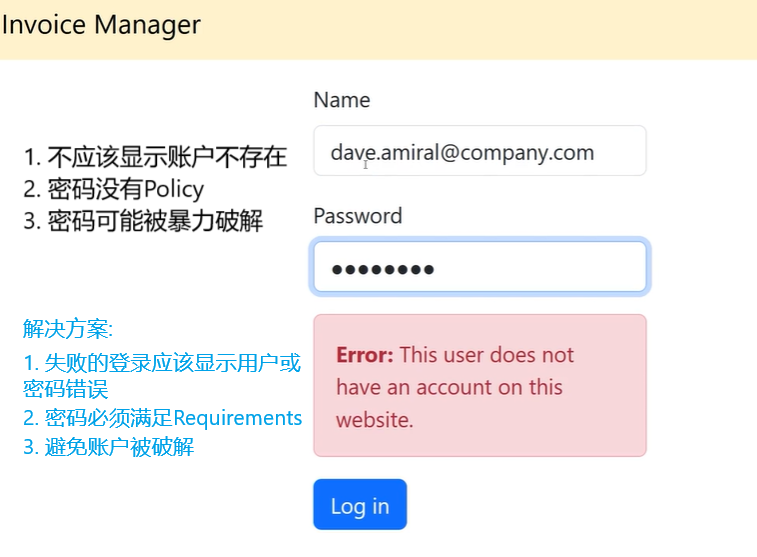 Invoice Manager
Name
dave.amiral@company.com
1. 不应该显示账户不存在
2. 密码没有Policy
3. 密码可能被暴力破解
Password
••••••••
解决方案:
1. 失败的登录应该显示用户或
密码错误
2. 密码必须满足Requirements
3. 避免账户被破解
Error: This user does not
have an account on this
website.
Log in